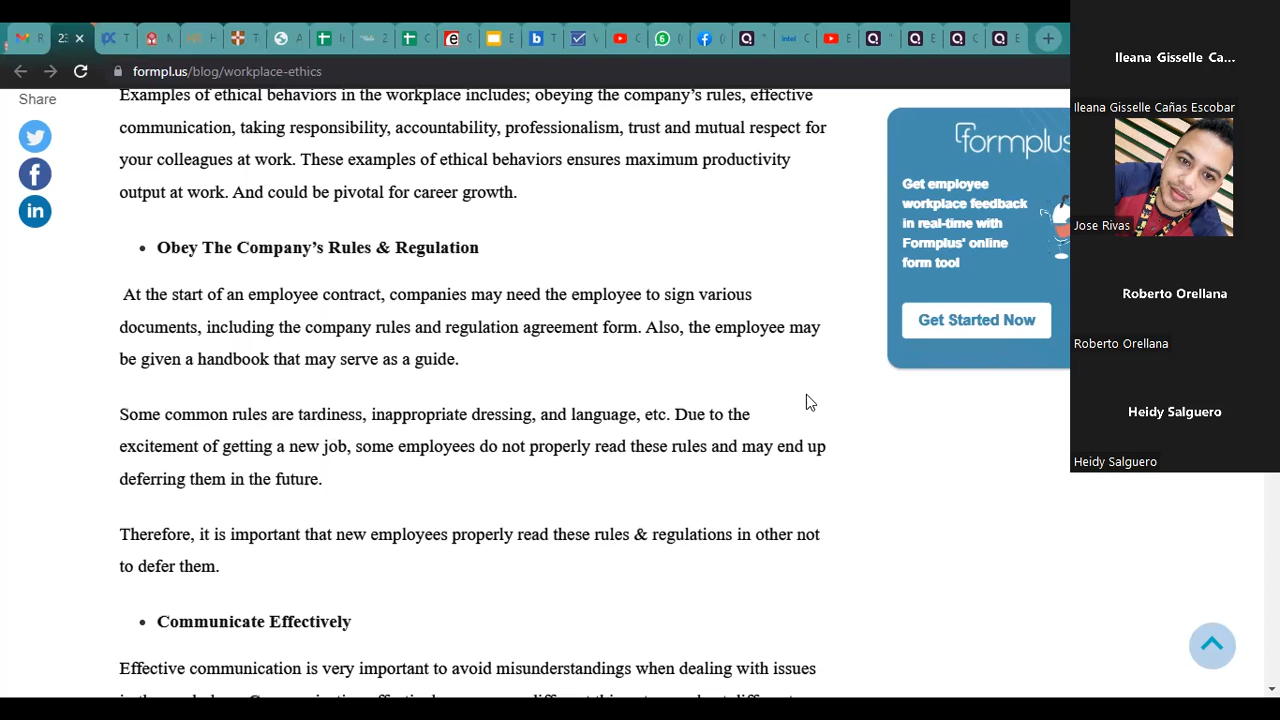 R
23
T
M
H
T
A
I
2
C
E
E
T
V
(
6
(
(
"
intel
C
E
"
E
C
E
formpl.us/blog/workplace-ethics
Share
Examples of ethical behaviors in the workplace includes; obeying the company's rules, effective
communication, taking responsibility, accountability, professionalism, trust and mutual respect for
your colleagues at work. These examples of ethical behaviors ensures maximum productivity
output at work. And could be pivotal for career growth.
• Obey The Company's Rules & Regulation
At the start of an employee contract, companies may need the employee to sign various
documents, including the company rules and regulation agreement form. Also, the employee may
be given a handbook that may serve as a guide.
Some common rules are tardiness, inappropriate dressing, and language, etc. Due to the
excitement of getting a new job, some employees do not properly read these rules and may end up
deferring them in the future.
Therefore, it is important that new employees properly read these rules & regulations in other not
to defer them.
• Communicate Effectively
Effective communication is very important to avoid misunderstandings when dealing with issues
formplus
Get employee
workplace feedback
in real-time with
Formplus' online
form tool
Get Started Now
Ileana Gisselle Ca...
Ileana Gisselle Cañas Escobar
Jose Rivas
Roberto Orellana
Roberto Orellana
Heidy Salguero
Heidy Salguero